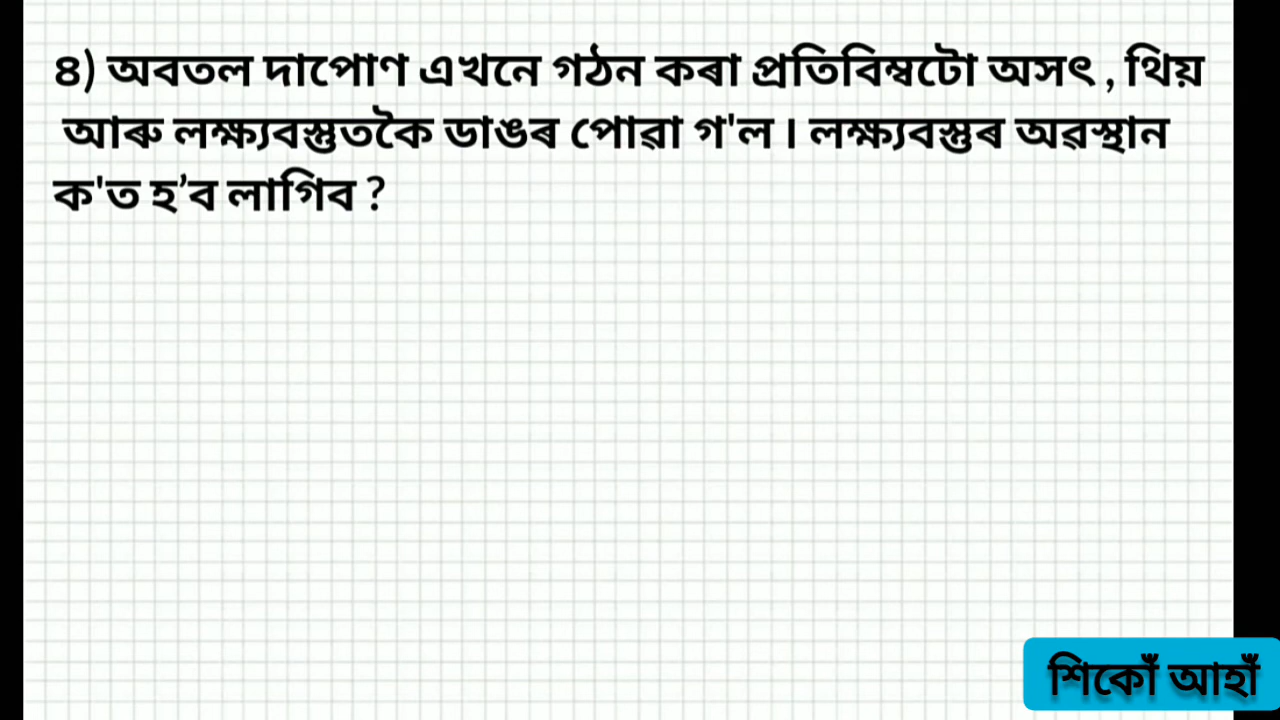 ৪) অবতল দাপোণ এখনে গঠন কৰা প্ৰতিবিম্বটো অসৎ , থিয়
আৰু লক্ষ্যবস্তুতকৈ ডাঙৰ পোৱা গ'ল । লক্ষ্যবস্তুৰ অৱস্থান
ক'ত হ’ব লাগিব ?
শিকোঁ আহাঁ